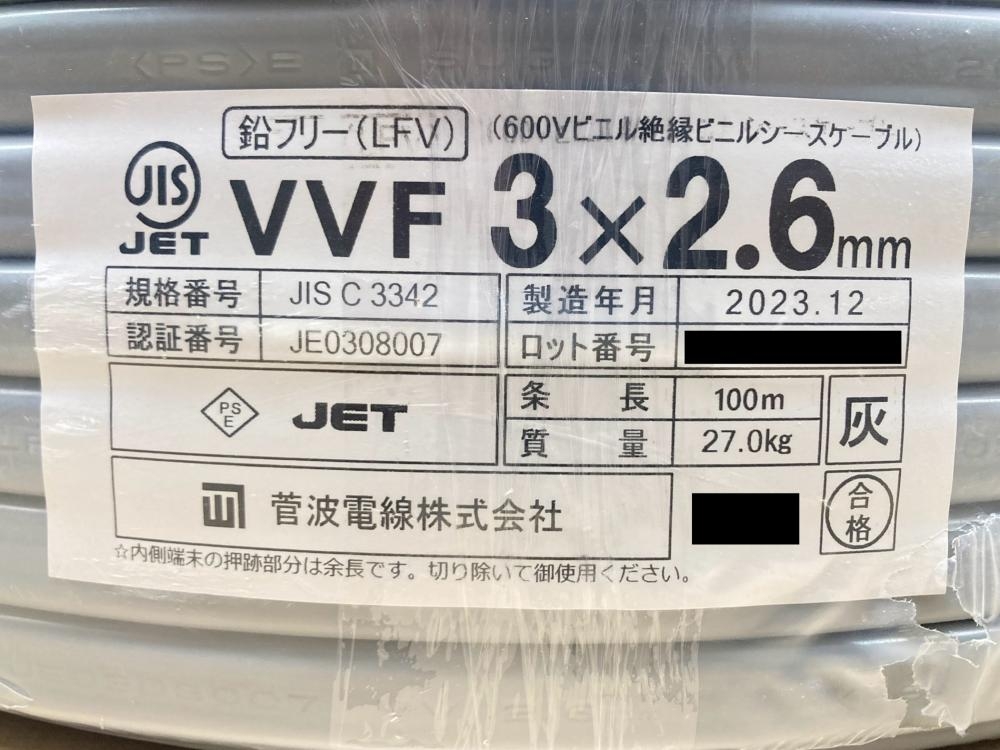 鉛フリー(LFV)
(600Vビエル絶縁ビニルシースケーブル)
JIS
JET
VVF 3×2.6mm
規格番号 JIS C 3342
製造年月 2023.12
認証番号 JE0308007
ロット番号
PS
E
JET
条長 100m
質量 27.0kg
灰
菅波電線株式会社
合格
☆内側端末の押跡部分は余長です。切り除いて御使用ください。
<PS>E